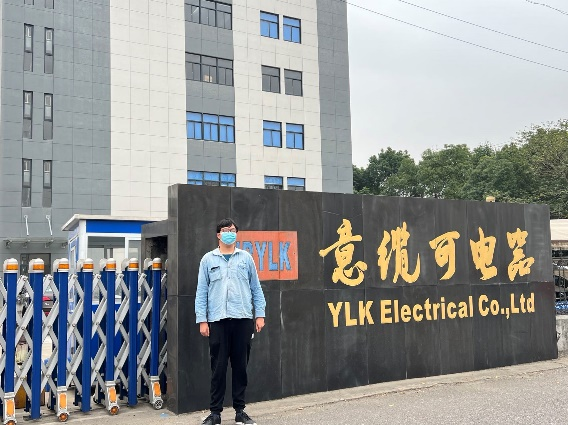 YLK
意缆可电器
YLK Electrical Co.,Ltd